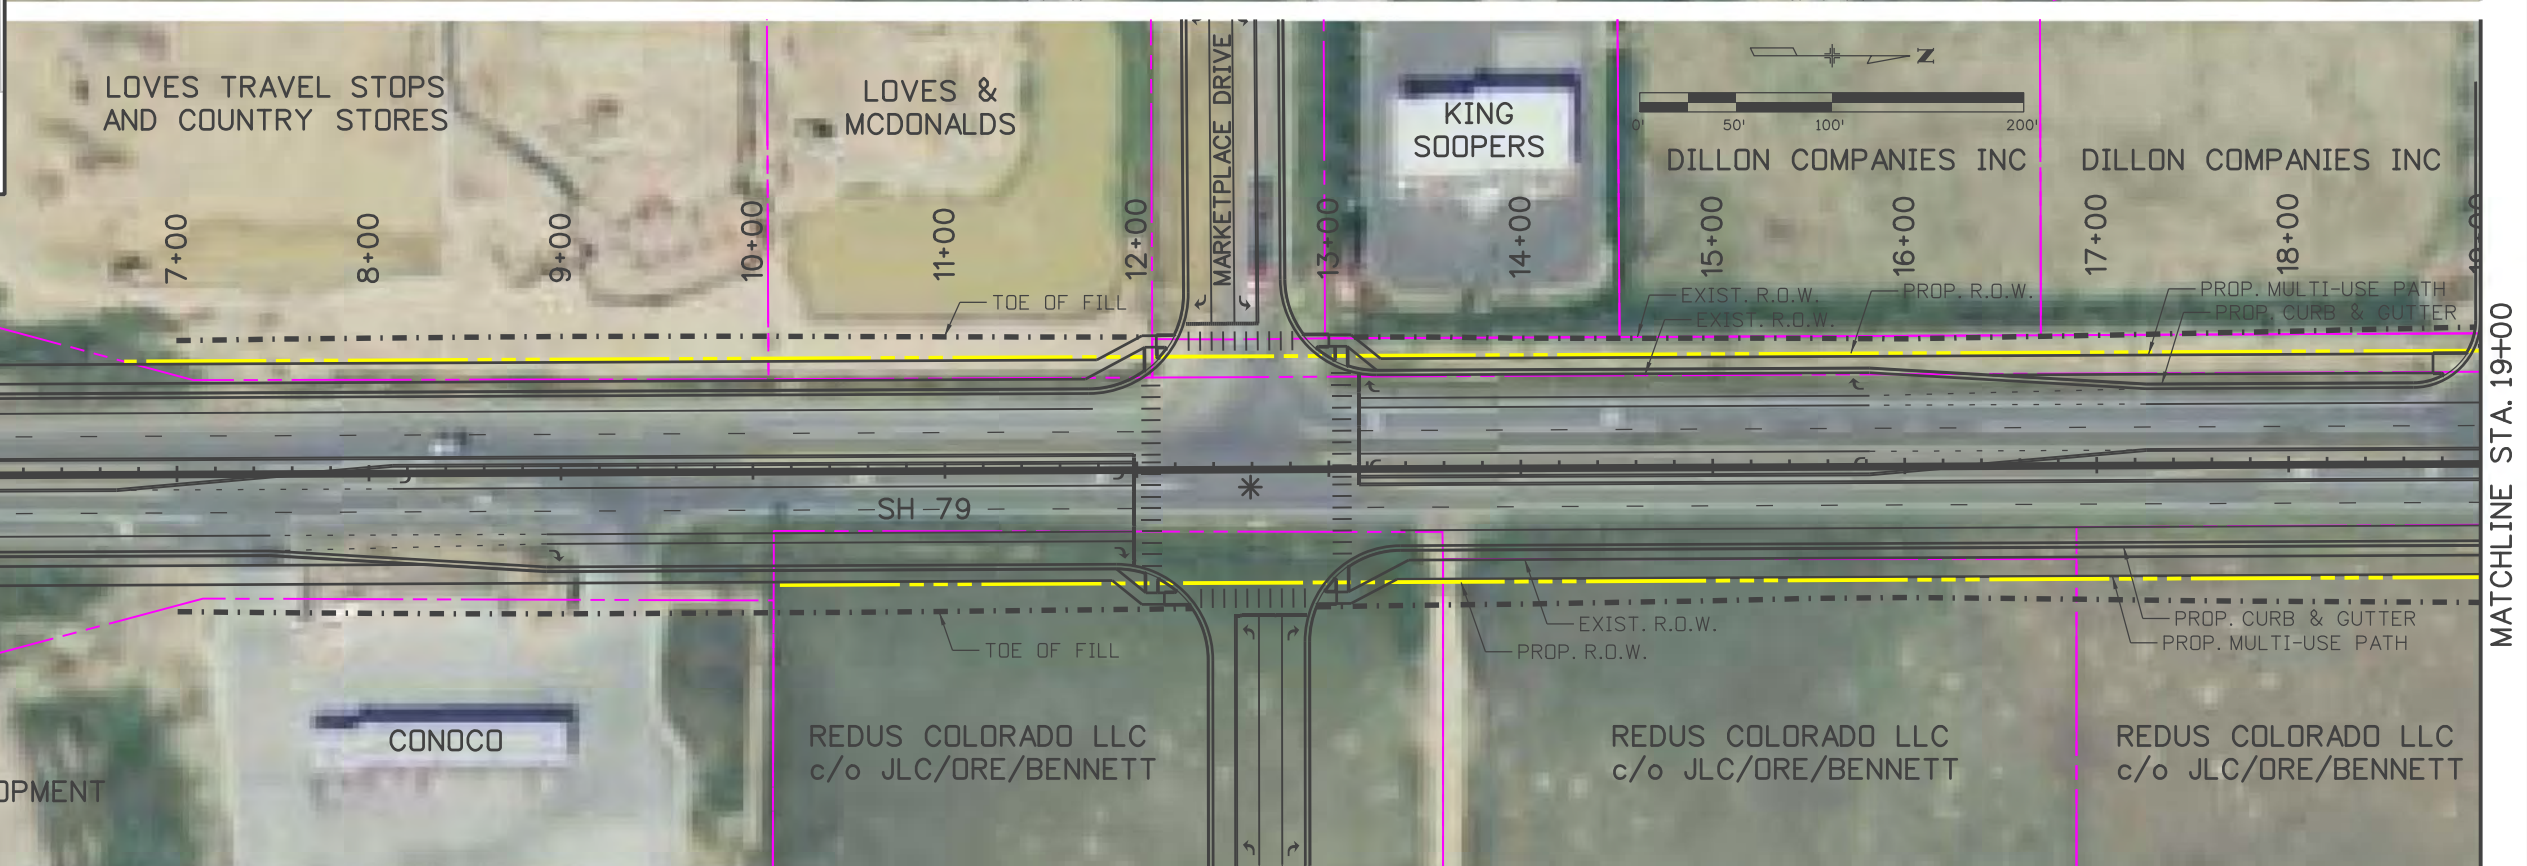 LOVES TRAVEL STOPS
AND COUNTRY STORES
LOVES &
MCDONALDS
MARKETPLACE DRIVE
KING
SOOPERS
N
0' 50' 100' 200'
DILLON COMPANIES INC
DILLON COMPANIES INC
7+00
8+00
9+00
10+00
11+00
12+00
13+00
14+00
15+00
16+00
17+00
18+00
19+00
TOE OF FILL
EXIST. R.O.W.
EXIST. R.O.W.
PROP. R.O.W.
PROP. MULTI-USE PATH
PROP. CURB & GUTTER
MATCHLINE STA. 19+00
SH 79
TOE OF FILL
EXIST. R.O.W.
PROP. R.O.W.
PROP. CURB & GUTTER
PROP. MULTI-USE PATH
CONOCO
OPMENT
REDUS COLORADO LLC
c/o JLC/ORE/BENNETT
REDUS COLORADO LLC
c/o JLC/ORE/BENNETT
REDUS COLORADO LLC
c/o JLC/ORE/BENNETT